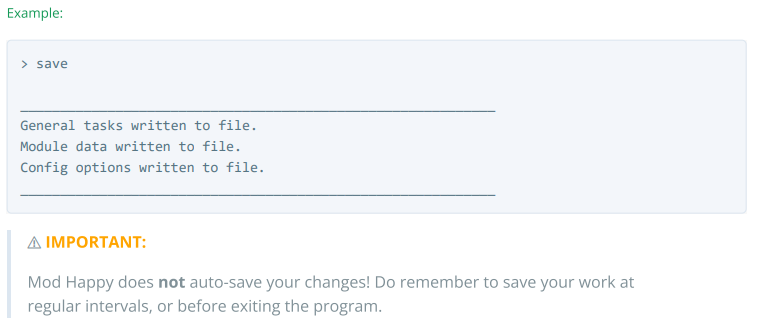 Example:
> save
____________________________________________________________
General tasks written to file.
Module data written to file.
Config options written to file.
____________________________________________________________
⚠ IMPORTANT:
Mod Happy does not auto-save your changes! Do remember to save your work at
regular intervals, or before exiting the program.